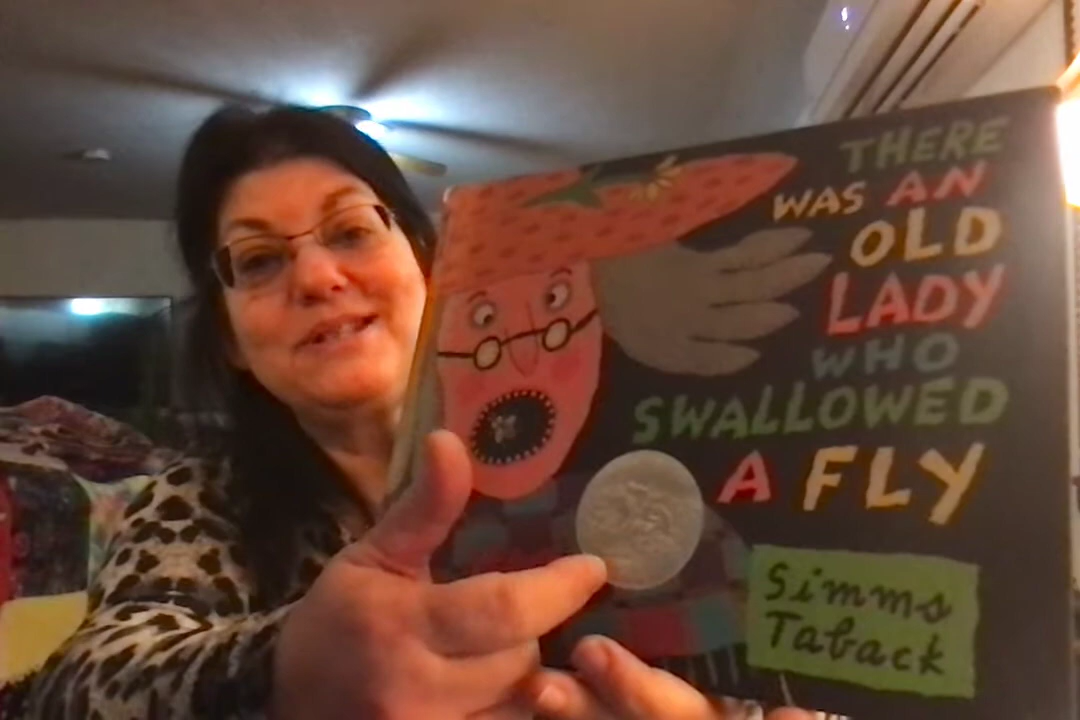 THERE
WAS AN
OLD
LADY
WHO
SWALLOWED
A FLY
Simms
Taback